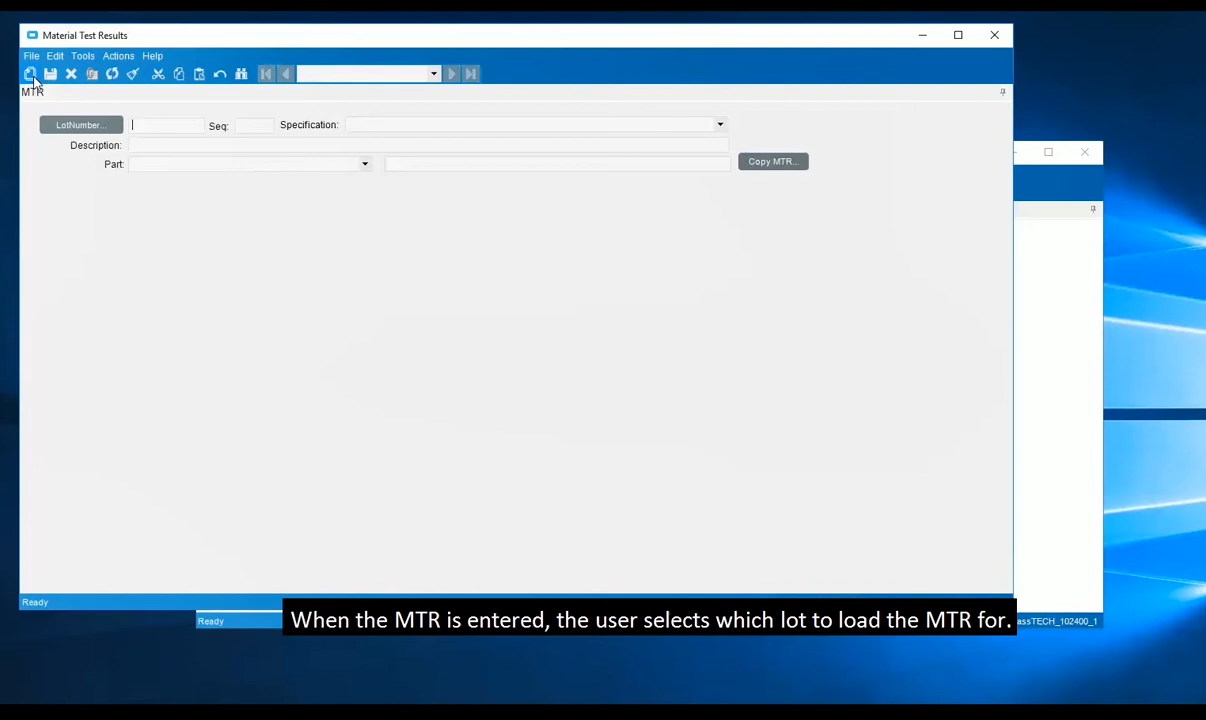 Material Test Results
File Edit Tools Actions Help
MTR
LotNumber... Seq: Specification:
Description:
Part: Copy MTR...
Ready
Ready
When the MTR is entered, the user selects which lot to load the MTR for.
assTECH_102400_1